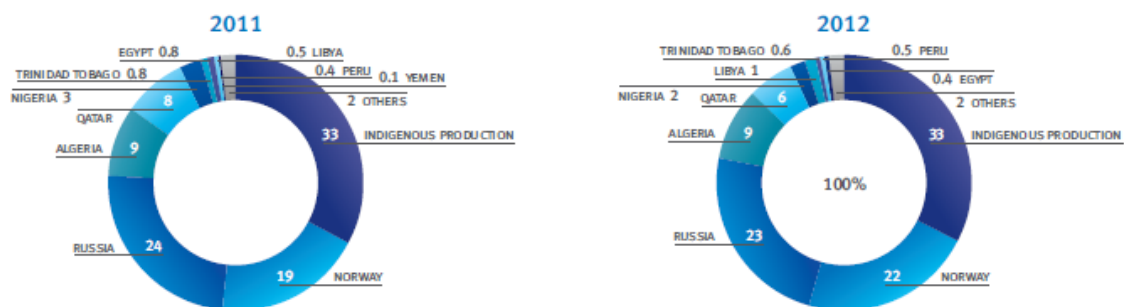 2011
EGYPT 0.8
0.5 LIBYA
TRINIDAD TOBAGO 0.8
0.4 PERU
0.1 YEMEN
NIGERIA 3
8
2 OTHERS
QATAR
33 INDIGENOUS PRODUCTION
ALGERIA 9
RUSSIA 24
19 NORWAY
2012
TRINIDAD TOBAGO 0.6
0.5 PERU
LIBYA 1
0.4 EGYPT
NIGERIA 2
QATAR 6
2 OTHERS
ALGERIA 9
33 INDIGENOUS PRODUCTION
100%
RUSSIA 23
22 NORWAY